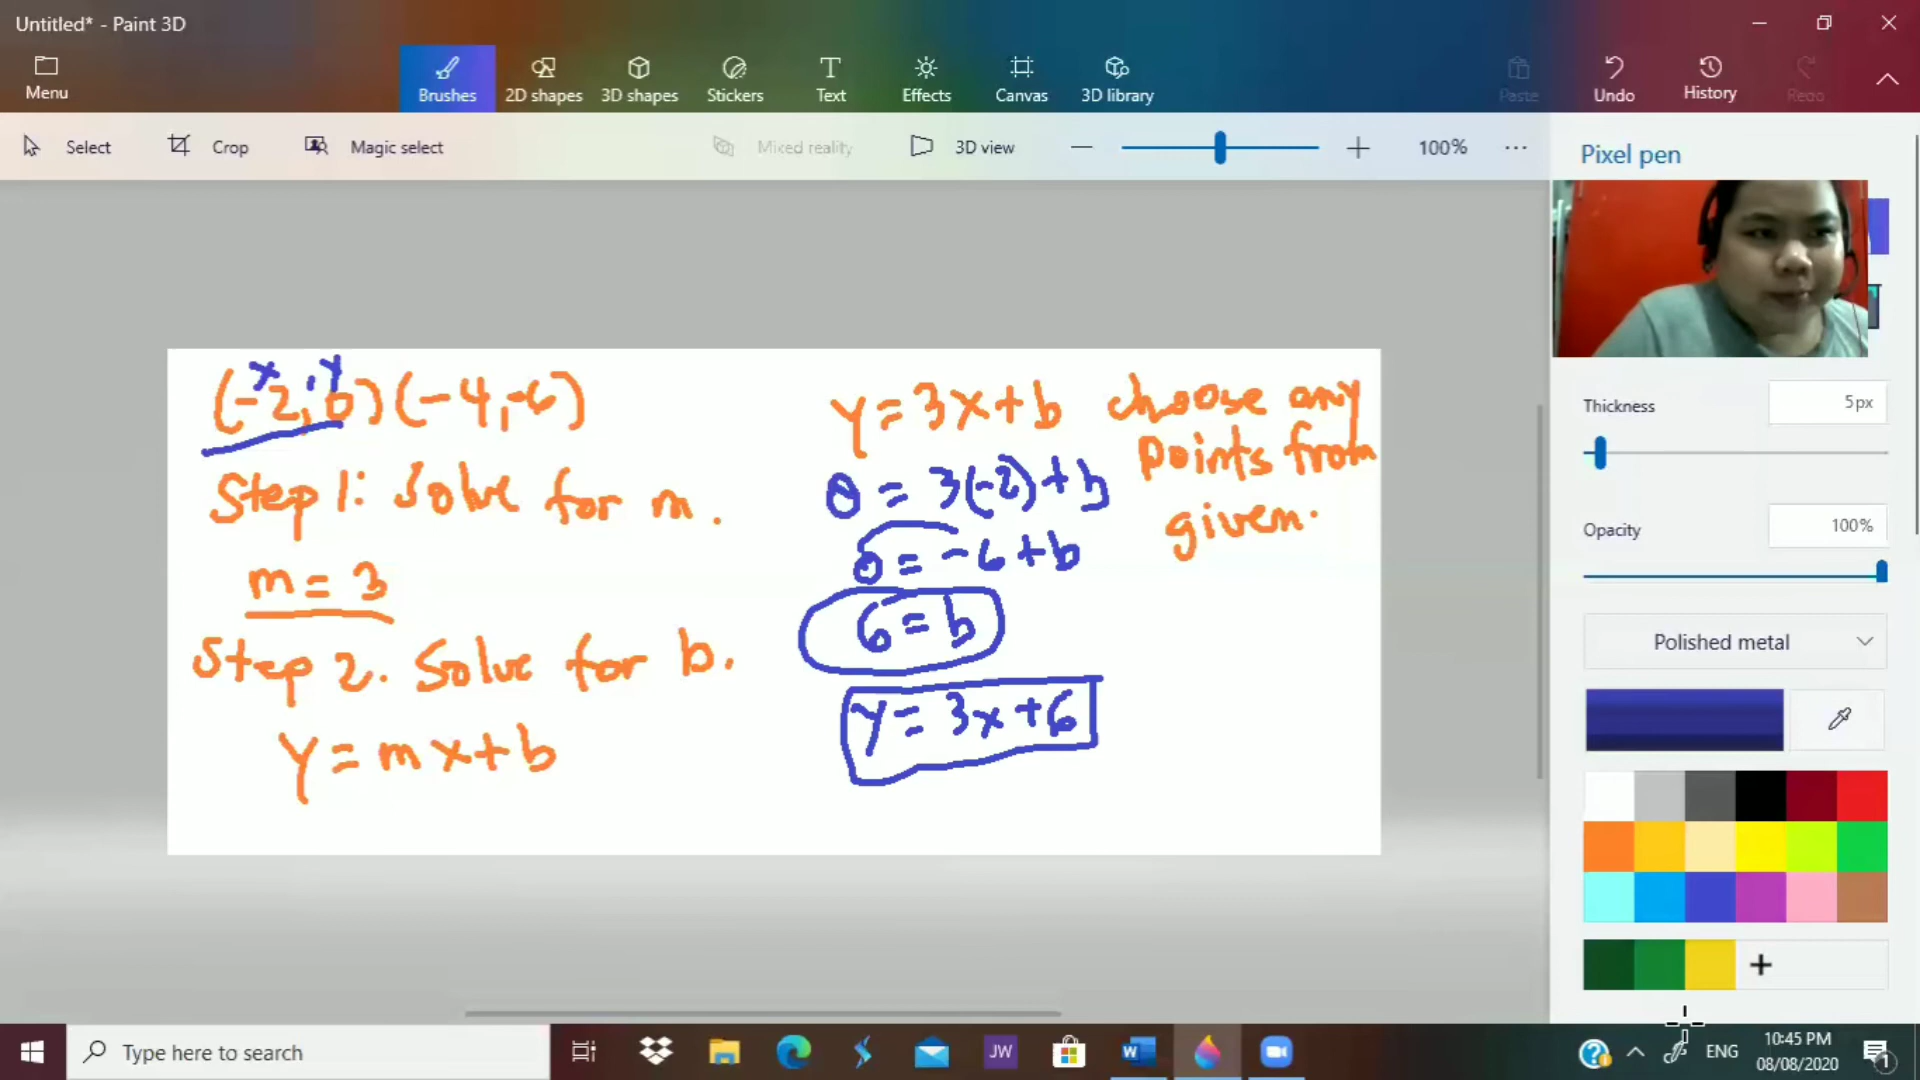 Untitled* - Paint 3D
Menu
Brushes
2D shapes
3D shapes
Stickers
Text
Effects
Canvas
3D library
Paste
Undo
History
Redo
Select
Crop
Magic select
Mixed reality
3D view
100%
Pixel pen
Thickness
5px
Opacity
100%
Polished metal
x y
(-2, 0) (-4, -6)
Step 1: Solve for m.
m = 3
Step 2. Solve for b.
y = mx + b
y = 3x + b
0 = 3(-2) + b
0 = -6 + b
6 = b
y = 3x + 6
choose any
points from
given.
Type here to search
JW
W
ENG
10:45 PM
08/08/2020
1